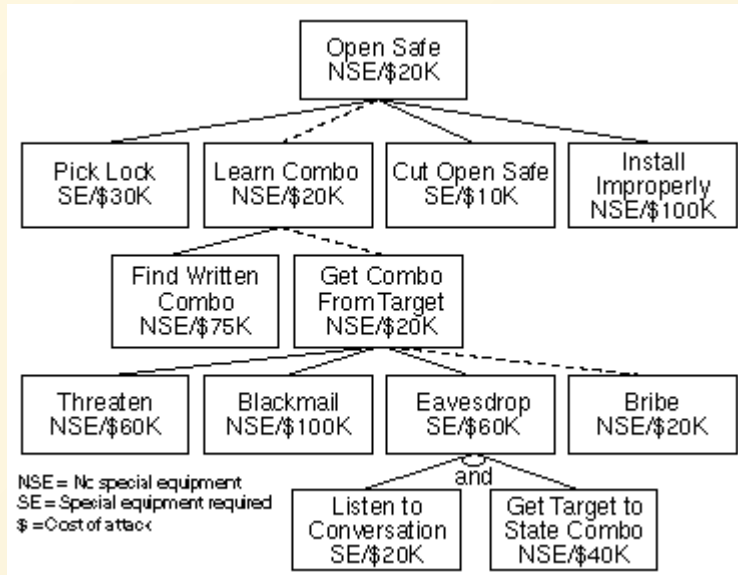 Open Safe
NSE/$20K
Pick Lock
SE/$30K
Learn Combo
NSE/$20K
Cut Open Safe
SE/$10K
Install
Improperly
NSE/$100K
Find Written
Combo
NSE/$75K
Get Combo
From Target
NSE/$20K
Threaten
NSE/$60K
Blackmail
NSE/$100K
Eavesdrop
SE/$60K
Bribe
NSE/$20K
and
Listen to
Conversation
SE/$20K
Get Target to
State Combo
NSE/$40K
NSE = No special equipment
SE = Special equipment required
$ = Cost of attack